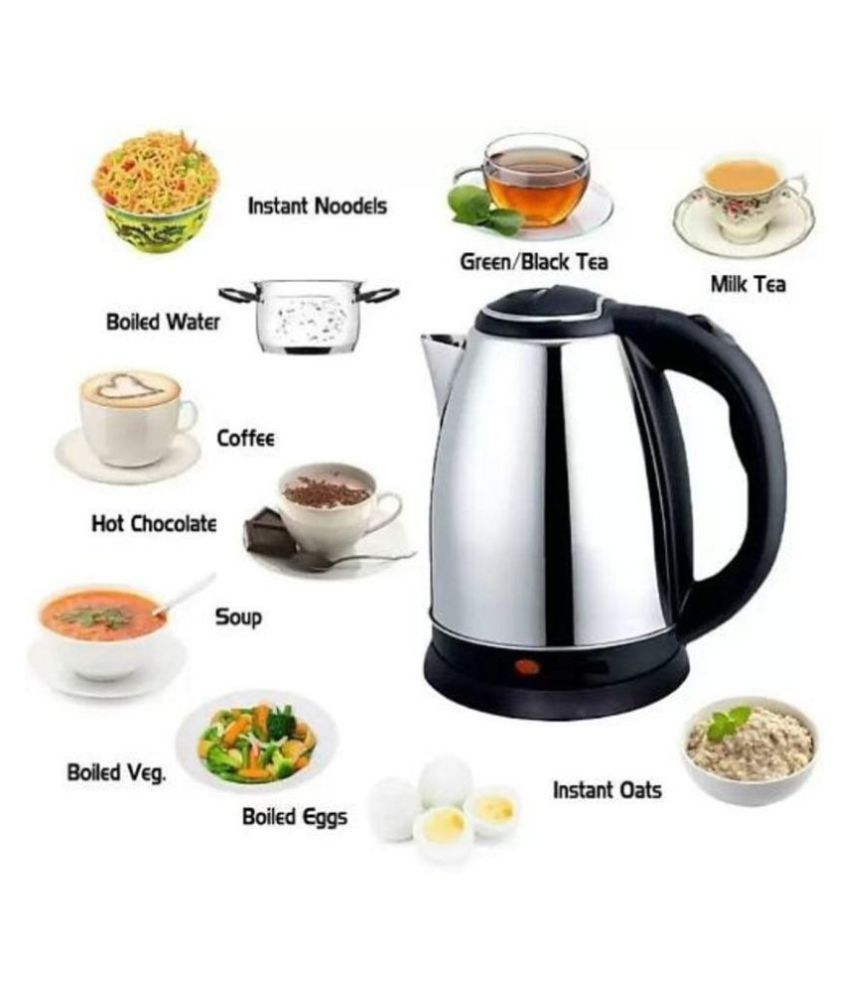 Instant Noodels
Green/Black Tea
Milk Tea
Boiled Water
Coffee
Hot Chocolate
Soup
Boiled Veg.
Boiled Eggs
Instant Oats